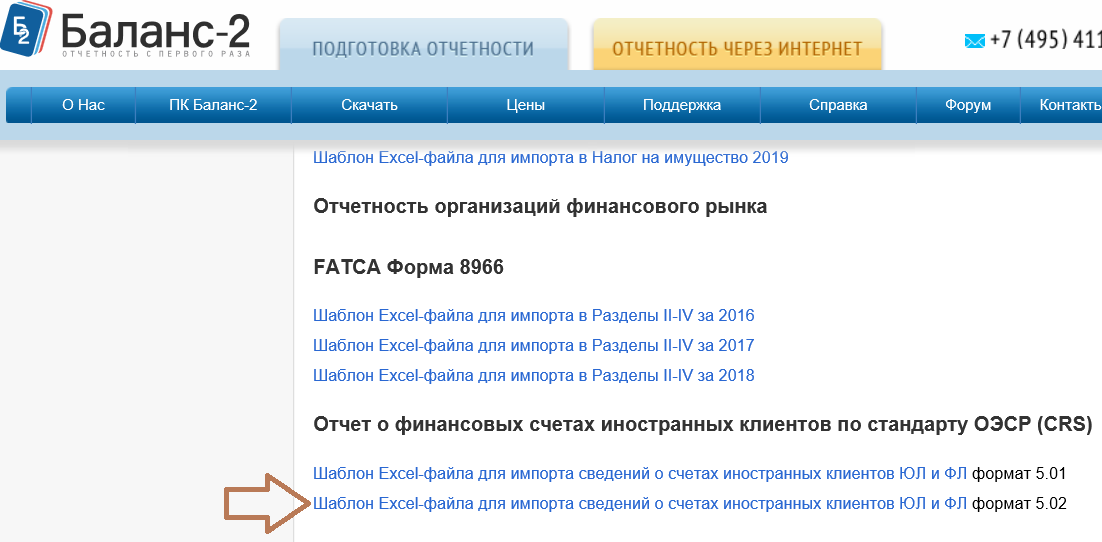 Б2
Баланс-2
ОТЧЕТНОСТЬ С ПЕРВОГО РАЗА
ПОДГОТОВКА ОТЧЕТНОСТИ
ОТЧЕТНОСТЬ ЧЕРЕЗ ИНТЕРНЕТ
+7 (495) 411
О Нас
ПК Баланс-2
Скачать
Цены
Поддержка
Справка
Форум
Контакты
Шаблон Excel-файла для импорта в Налог на имущество 2019
Отчетность организаций финансового рынка
FATCA Форма 8966
Шаблон Excel-файла для импорта в Разделы II-IV за 2016
Шаблон Excel-файла для импорта в Разделы II-IV за 2017
Шаблон Excel-файла для импорта в Разделы II-IV за 2018
Отчет о финансовых счетах иностранных клиентов по стандарту ОЭСР (CRS)
Шаблон Excel-файла для импорта сведений о счетах иностранных клиентов ЮЛ и ФЛ формат 5.01
Шаблон Excel-файла для импорта сведений о счетах иностранных клиентов ЮЛ и ФЛ формат 5.02